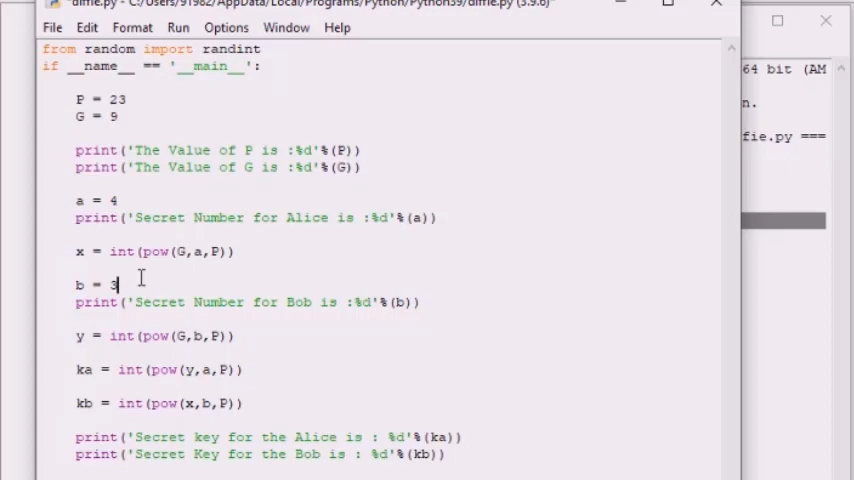 *diffie.py - C:/Users/91982/AppData/Local/Programs/Python/Python39/diffie.py (3.9.6)*
File Edit Format Run Options Window Help
from random import randint
if __name__ == '__main__':
P = 23
G = 9
print('The Value of P is :%d'%(P))
print('The Value of G is :%d'%(G))
a = 4
print('Secret Number for Alice is :%d'%(a))
x = int(pow(G,a,P))
b = 3
print('Secret Number for Bob is :%d'%(b))
y = int(pow(G,b,P))
ka = int(pow(y,a,P))
kb = int(pow(x,b,P))
print('Secret key for the Alice is : %d'%(ka))
print('Secret Key for the Bob is : %d'%(kb))
64 bit (AM
n.
fie.py ===